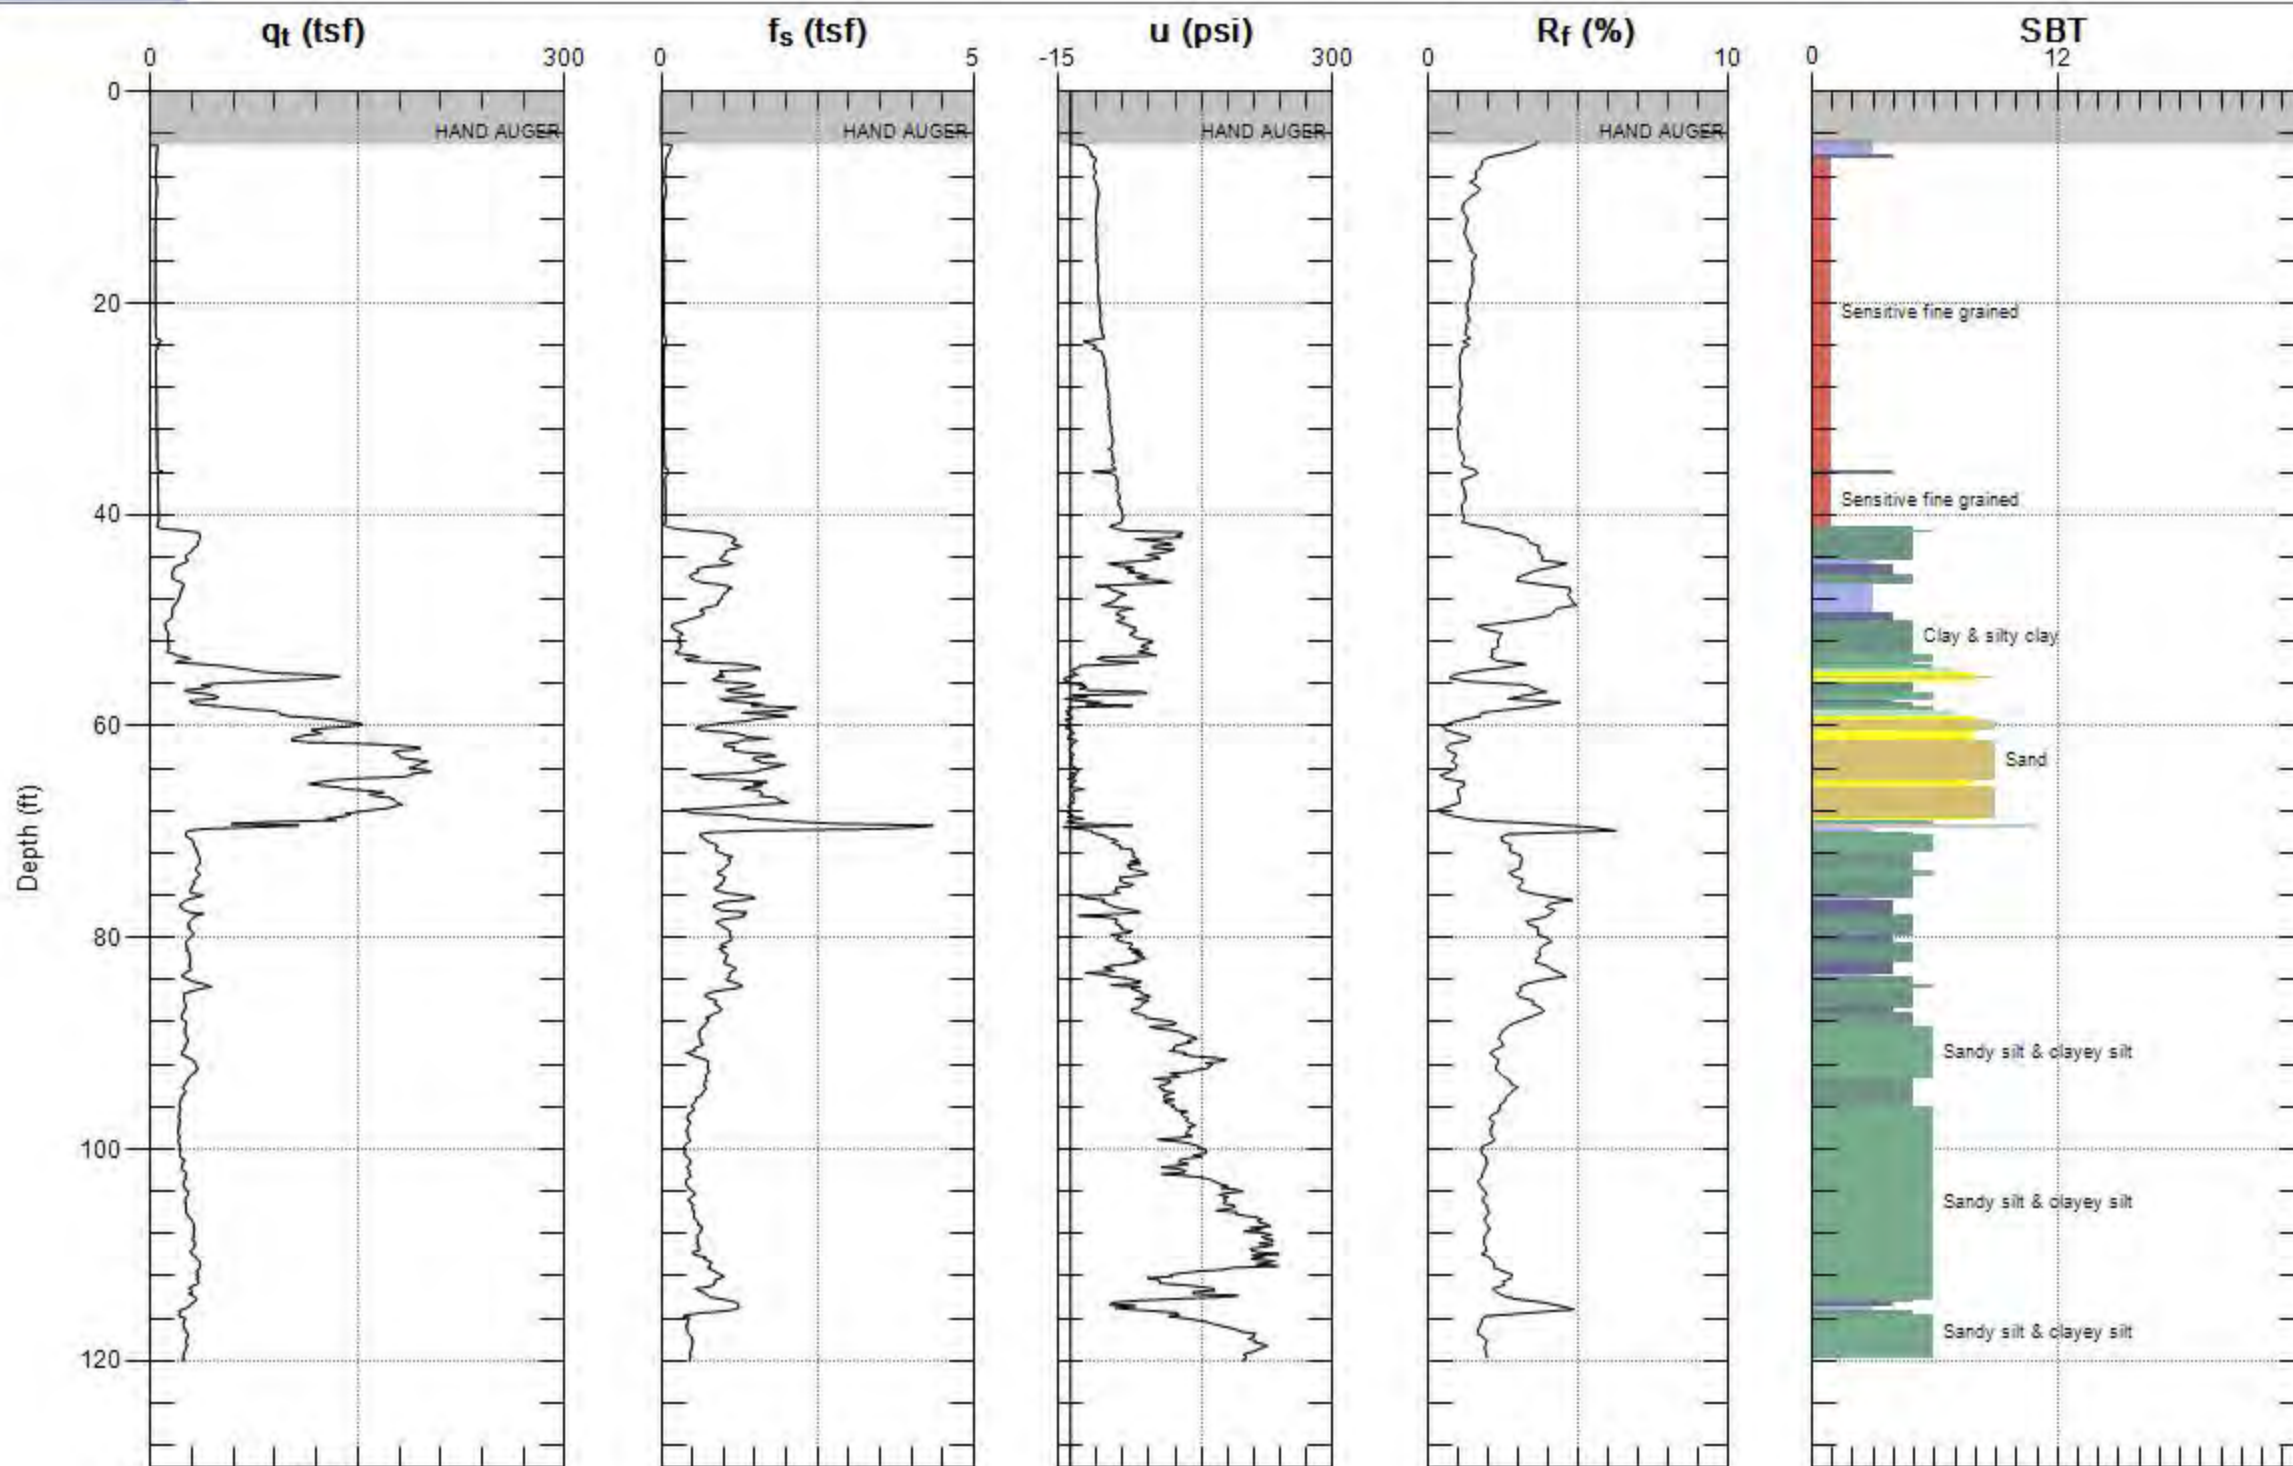 qt (tsf)
fs (tsf)
u (psi)
Rf (%)
SBT
0
300
0
5
-15
300
0
10
0
12
0
HAND AUGER
HAND AUGER
HAND AUGER
HAND AUGER
20
Sensitive fine grained
Sensitive fine grained
40
Clay & silty clay
60
Sand
Depth (ft)
80
Sandy silt & clayey silt
100
Sandy silt & clayey silt
Sandy silt & clayey silt
120